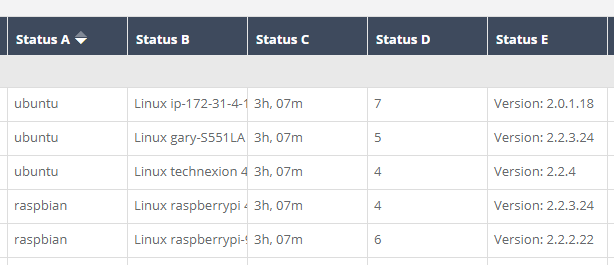 Status A Status B Status C Status D Status E
ubuntu Linux ip-172-31-4-1 3h, 07m 7 Version: 2.0.1.18
ubuntu Linux gary-S551LA 3h, 07m 5 Version: 2.2.3.24
ubuntu Linux technexion 4 3h, 07m 4 Version: 2.2.4
raspbian Linux raspberrypi 4 3h, 07m 4 Version: 2.2.3.24
raspbian Linux raspberrypi-9 3h, 07m 6 Version: 2.2.2.22